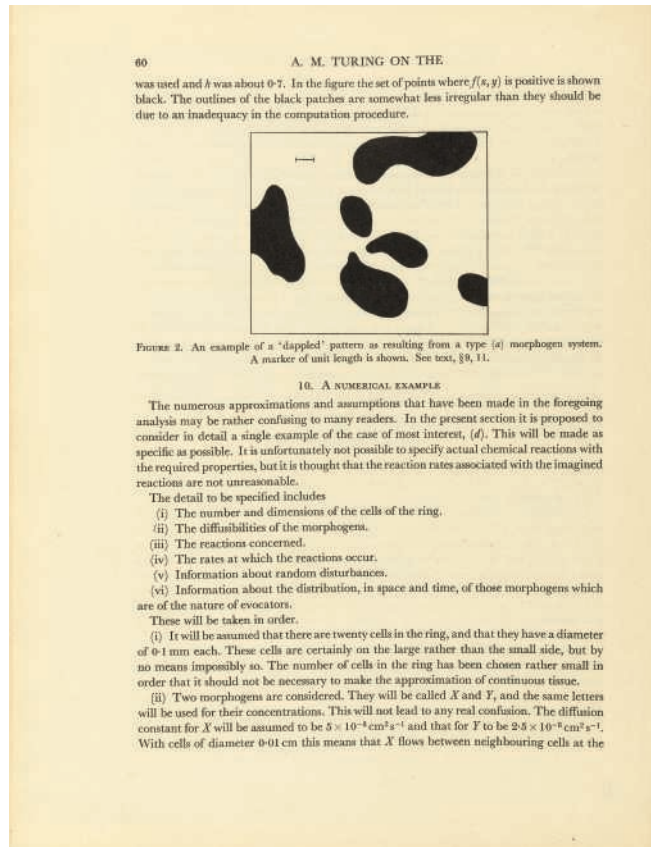 60
A. M. TURING ON THE
was used and h was about 0·7. In the figure the set of points where f(x, y) is positive is shown
black. The outlines of the black patches are somewhat less irregular than they should be
due to an inadequacy in the computation procedure.
FIGURE 2. An example of a ‘dappled’ pattern as resulting from a type (a) morphogen system.
A marker of unit length is shown. See text, §9, 11.
10. A NUMERICAL EXAMPLE
The numerous approximations and assumptions that have been made in the foregoing
analysis may be rather confusing to many readers. In the present section it is proposed to
consider in detail a single example of the case of most interest, (d). This will be made as
specific as possible. It is unfortunately not possible to specify actual chemical reactions with
the required properties, but it is thought that the reaction rates associated with the imagined
reactions are not unreasonable.
The detail to be specified includes
(i) The number and dimensions of the cells of the ring.
(ii) The diffusibilities of the morphogens.
(iii) The reactions concerned.
(iv) The rates at which the reactions occur.
(v) Information about random disturbances.
(vi) Information about the distribution, in space and time, of those morphogens which
are of the nature of evocators.
These will be taken in order.
(i) It will be assumed that there are twenty cells in the ring, and that they have a diameter
of 0·1 mm each. These cells are certainly on the large rather than the small side, but by
no means impossibly so. The number of cells in the ring has been chosen rather small in
order that it should not be necessary to make the approximation of continuous tissue.
(ii) Two morphogens are considered. They will be called X and Y, and the same letters
will be used for their concentrations. This will not lead to any real confusion. The diffusion
constant for X will be assumed to be 5 × 10⁻⁸ cm² s⁻¹ and that for Y to be 2·5 × 10⁻⁸ cm² s⁻¹.
With cells of diameter 0·01 cm this means that X flows between neighbouring cells at the